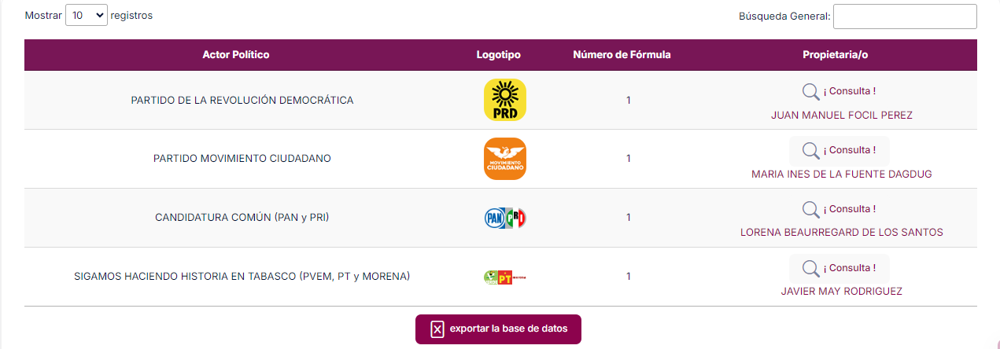 Mostrar 10 registros
Búsqueda General:
Actor Político Logotipo Número de Fórmula Propietaria/o
PARTIDO DE LA REVOLUCIÓN DEMOCRÁTICA PRD 1 ¡ Consulta !
JUAN MANUEL FOCIL PEREZ
PARTIDO MOVIMIENTO CIUDADANO MOVIMIENTO CIUDADANO 1 ¡ Consulta !
MARIA INES DE LA FUENTE DAGDUG
CANDIDATURA COMÚN (PAN y PRI) PAN PRI 1 ¡ Consulta !
LORENA BEAURREGARD DE LOS SANTOS
SIGAMOS HACIENDO HISTORIA EN TABASCO (PVEM, PT y MORENA) VERDE PT morena 1 ¡ Consulta !
JAVIER MAY RODRIGUEZ
exportar la base de datos